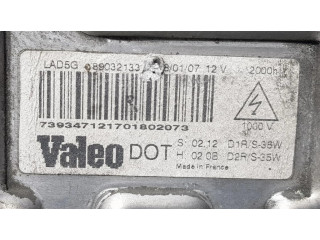 LAD5G 89032133 /01/07 12 V 2000h
1000 V
739347121701802073
Valeo DOT
S 02.12 D1R/S-35W
H 02.08 D2R/S-35W
Made in France